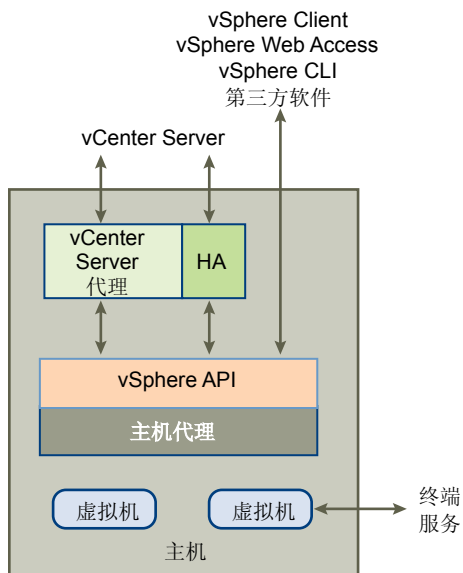 vSphere Client
vSphere Web Access
vSphere CLI
第三方软件
vCenter Server
vCenter
Server
代理
HA
vSphere API
主机代理
虚拟机
虚拟机
终端
服务
主机